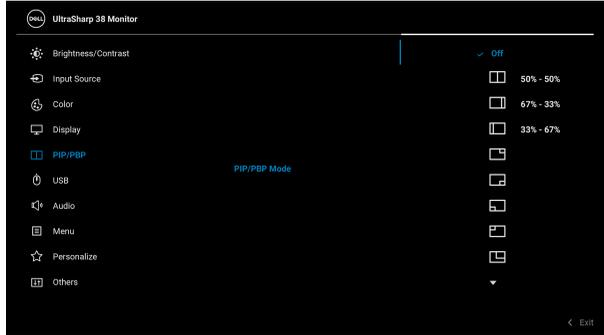 DELL UltraSharp 38 Monitor
Brightness/Contrast
Off
Input Source
50% - 50%
Color
67% - 33%
Display
33% - 67%
PIP/PBP
PIP/PBP Mode
USB
Audio
Menu
Personalize
Others
Exit